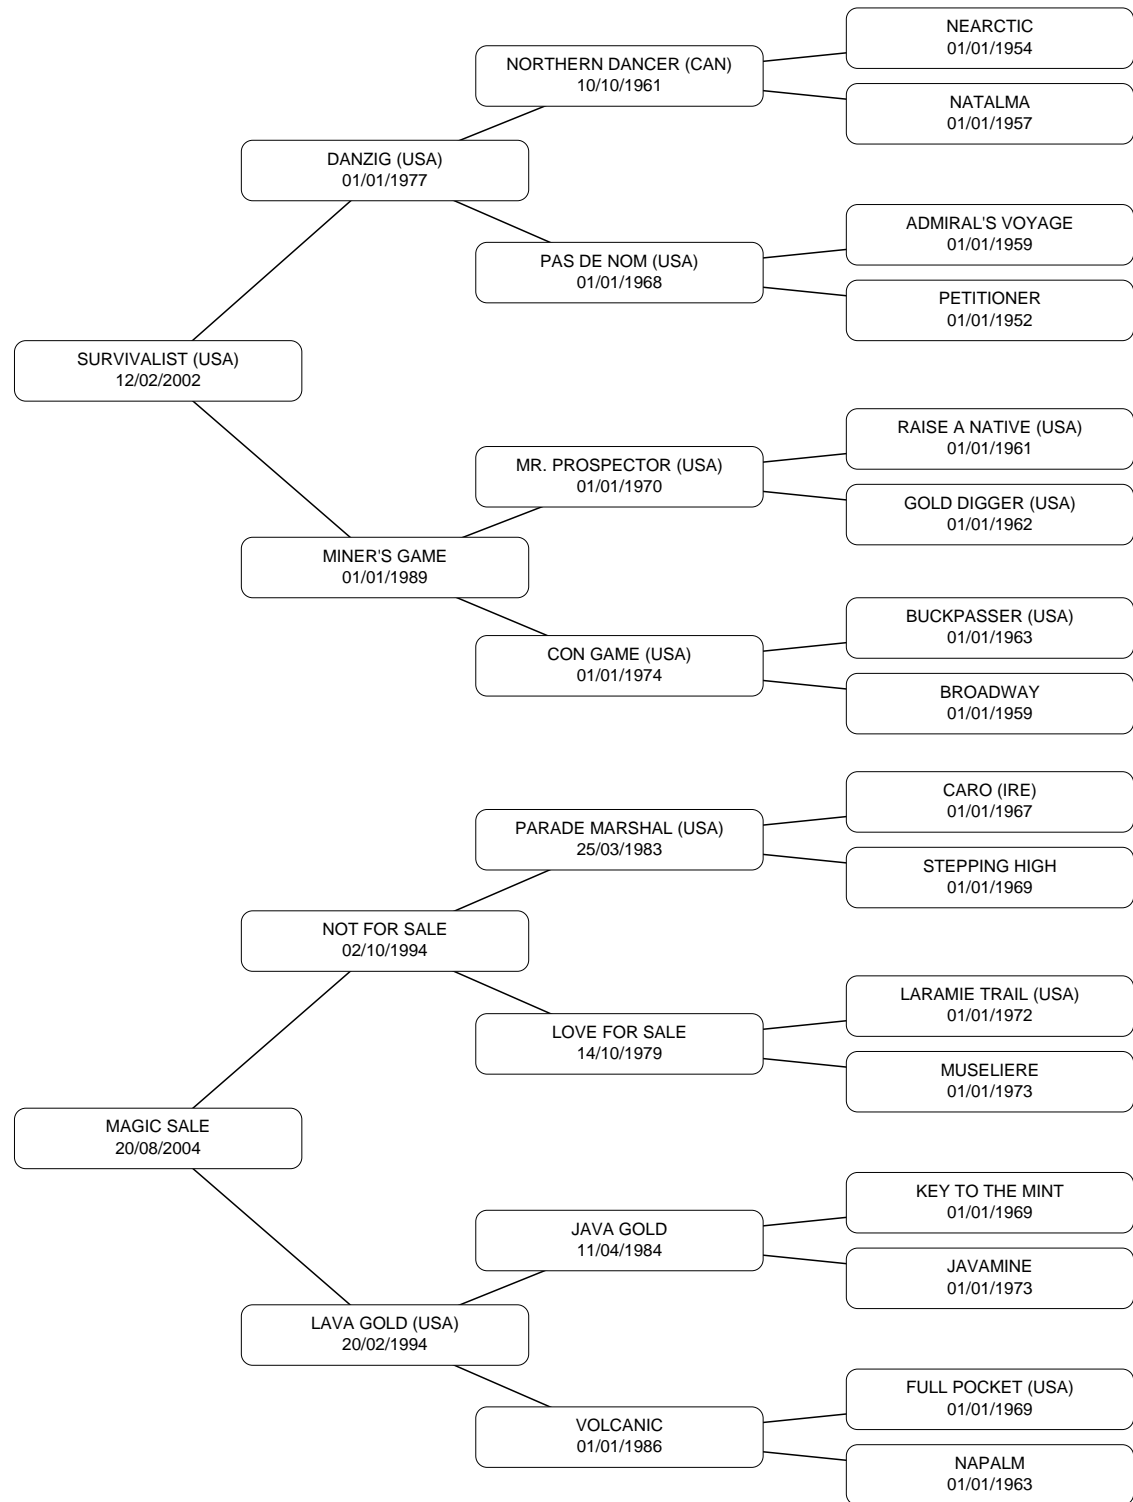 NEARCTIC
01/01/1954
NORTHERN DANCER (CAN)
10/10/1961
NATALMA
01/01/1957
DANZIG (USA)
01/01/1977
ADMIRAL'S VOYAGE
01/01/1959
PAS DE NOM (USA)
01/01/1968
PETITIONER
01/01/1952
SURVIVALIST (USA)
12/02/2002
RAISE A NATIVE (USA)
01/01/1961
MR. PROSPECTOR (USA)
01/01/1970
GOLD DIGGER (USA)
01/01/1962
MINER'S GAME
01/01/1989
BUCKPASSER (USA)
01/01/1963
CON GAME (USA)
01/01/1974
BROADWAY
01/01/1959
CARO (IRE)
01/01/1967
PARADE MARSHAL (USA)
25/03/1983
STEPPING HIGH
01/01/1969
NOT FOR SALE
02/10/1994
LARAMIE TRAIL (USA)
01/01/1972
LOVE FOR SALE
14/10/1979
MUSELIERE
01/01/1973
MAGIC SALE
20/08/2004
KEY TO THE MINT
01/01/1969
JAVA GOLD
11/04/1984
JAVAMINE
01/01/1973
LAVA GOLD (USA)
20/02/1994
FULL POCKET (USA)
01/01/1969
VOLCANIC
01/01/1986
NAPALM
01/01/1963